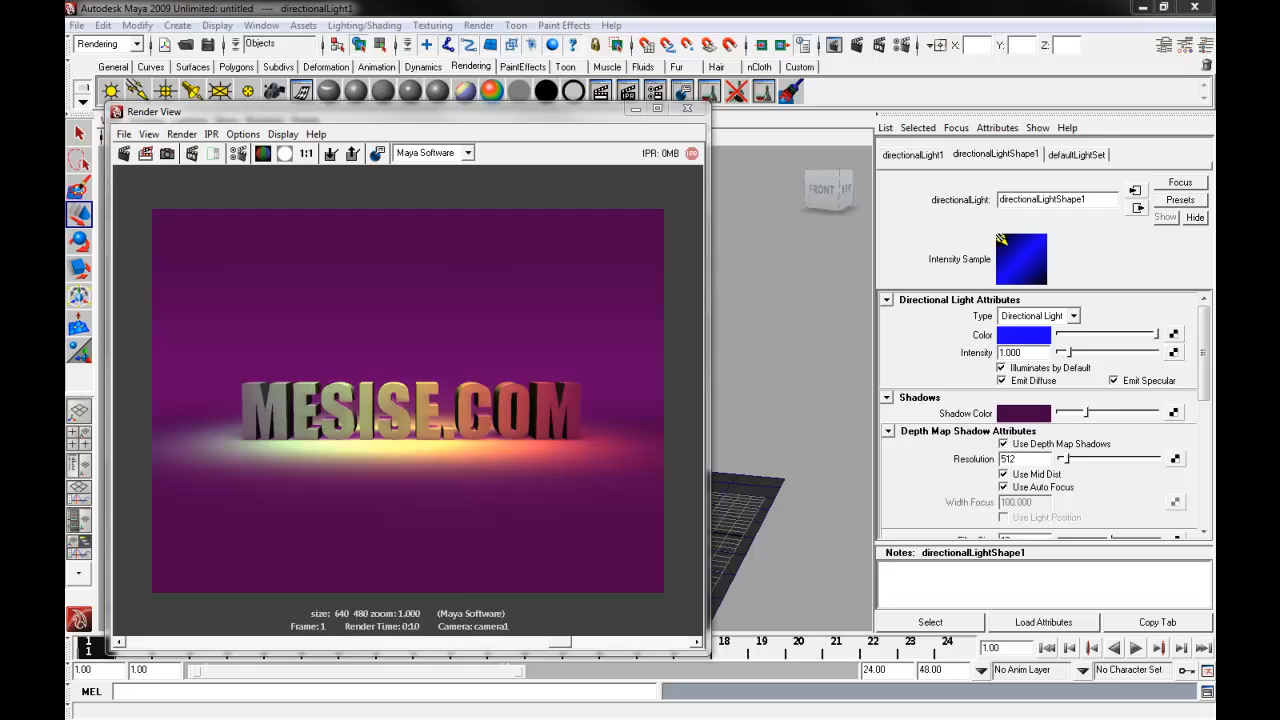 Autodesk Maya 2009 Unlimited: untitled --- directionalLight1
File Edit Modify Create Display Window Assets Lighting/Shading Texturing Render Toon Paint Effects Help
Rendering Objects X: Y: Z:
General Curves Surfaces Polygons Subdivs Deformation Animation Dynamics Rendering PaintEffects Toon Muscle Fluids Fur Hair nCloth Custom
Render View
File View Render IPR Options Display Help
1:1 Maya Software IPR: 0MB IPR
MESISE.COM
size: 640 480 zoom: 1.000 (Maya Software)
Frame: 1 Render Time: 0:10 Camera: camera1
FRONT
List Selected Focus Attributes Show Help
directionalLight1 directionalLightShape1 defaultLightSet
directionalLight: directionalLightShape1
Focus
Presets
Show Hide
Intensity Sample
Directional Light Attributes
Type Directional Light
Color
Intensity 1.000
Illuminates by Default
Emit Diffuse Emit Specular
Shadows
Shadow Color
Depth Map Shadow Attributes
Use Depth Map Shadows
Resolution 512
Use Mid Dist
Use Auto Focus
Width Focus 100.000
Use Light Position
Notes: directionalLightShape1
Select Load Attributes Copy Tab
1 18 19 20 21 22 23 24 1.00
1
1.00 1.00 24.00 48.00 No Anim Layer No Character Set
MEL